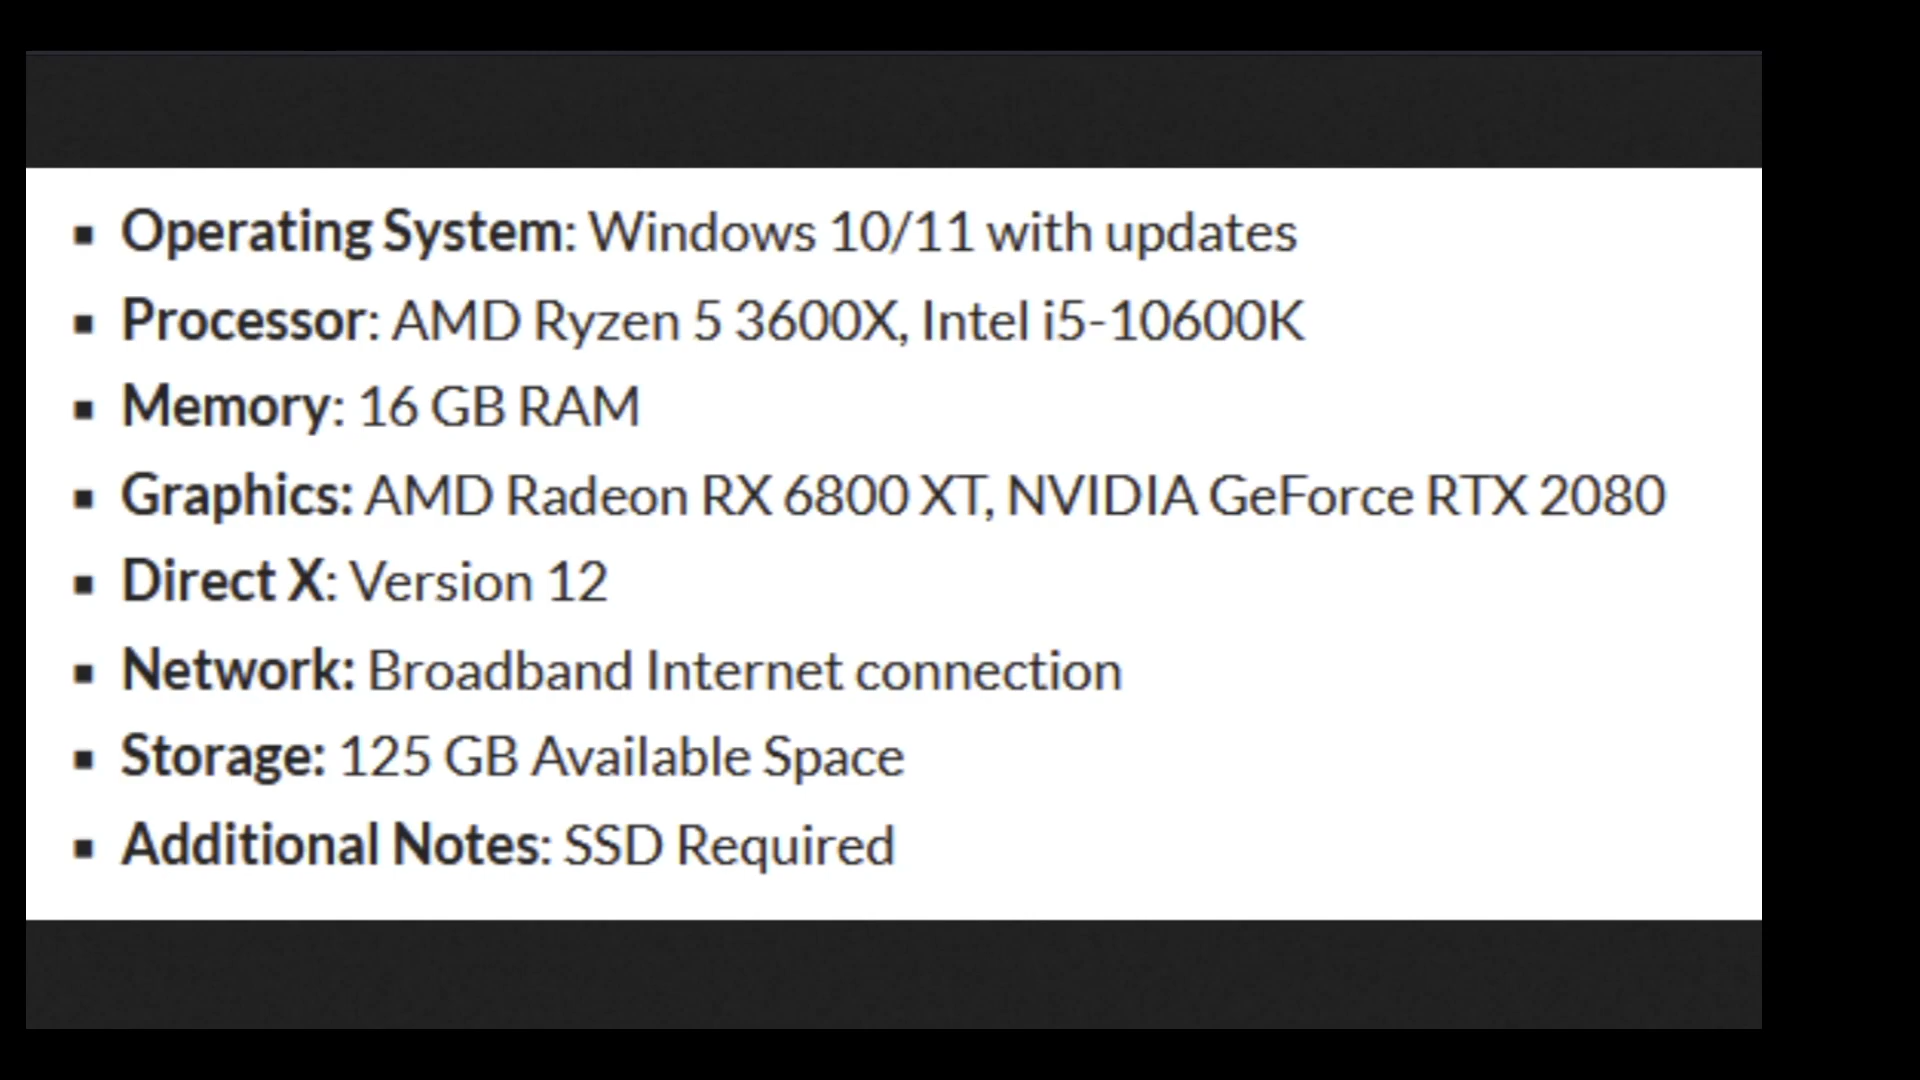 ▪ Operating System: Windows 10/11 with updates
▪ Processor: AMD Ryzen 5 3600X, Intel i5-10600K
▪ Memory: 16 GB RAM
▪ Graphics: AMD Radeon RX 6800 XT, NVIDIA GeForce RTX 2080
▪ Direct X: Version 12
▪ Network: Broadband Internet connection
▪ Storage: 125 GB Available Space
▪ Additional Notes: SSD Required